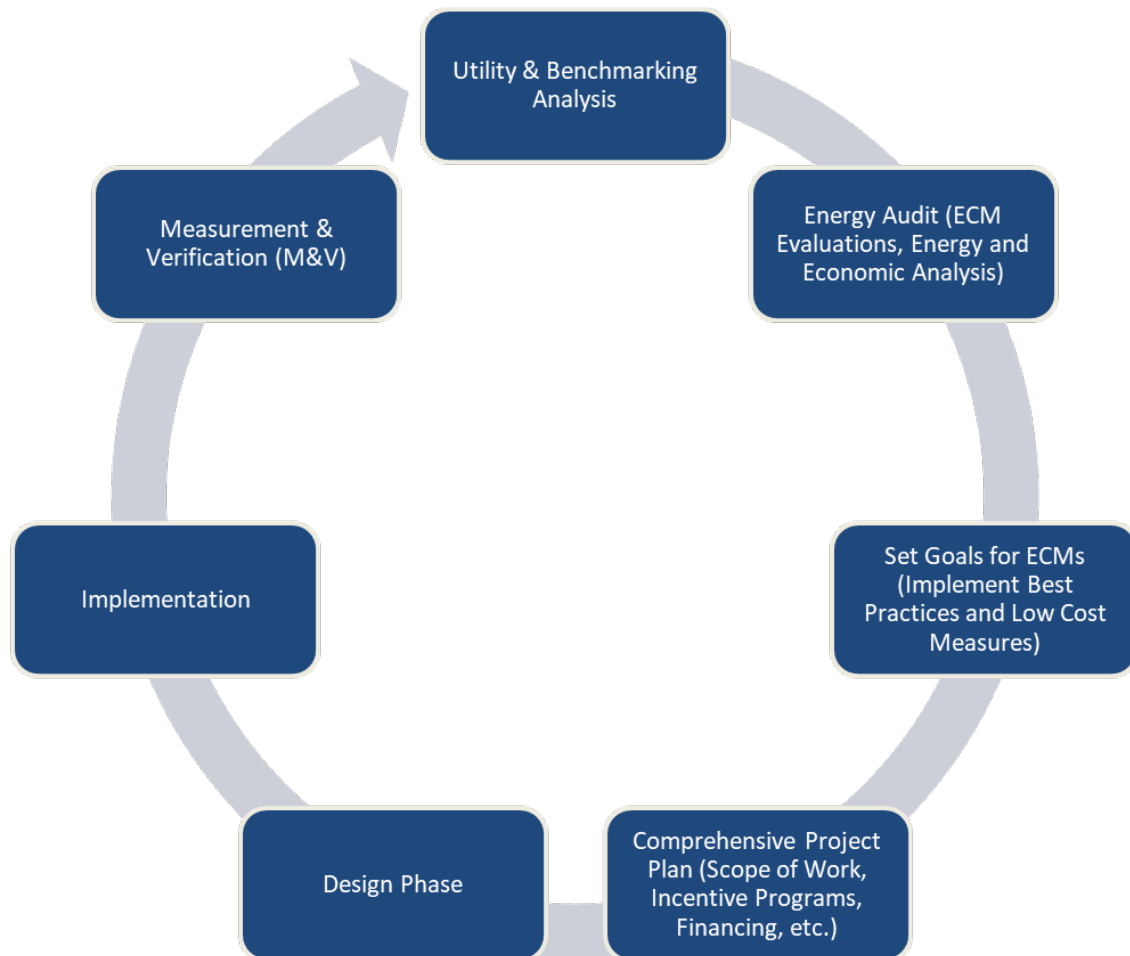 Utility & Benchmarking
Analysis
Energy Audit (ECM
Evaluations, Energy and
Economic Analysis)
Set Goals for ECMs
(Implement Best
Practices and Low Cost
Measures)
Comprehensive Project
Plan (Scope of Work,
Incentive Programs,
Financing, etc.)
Design Phase
Implementation
Measurement &
Verification (M&V)